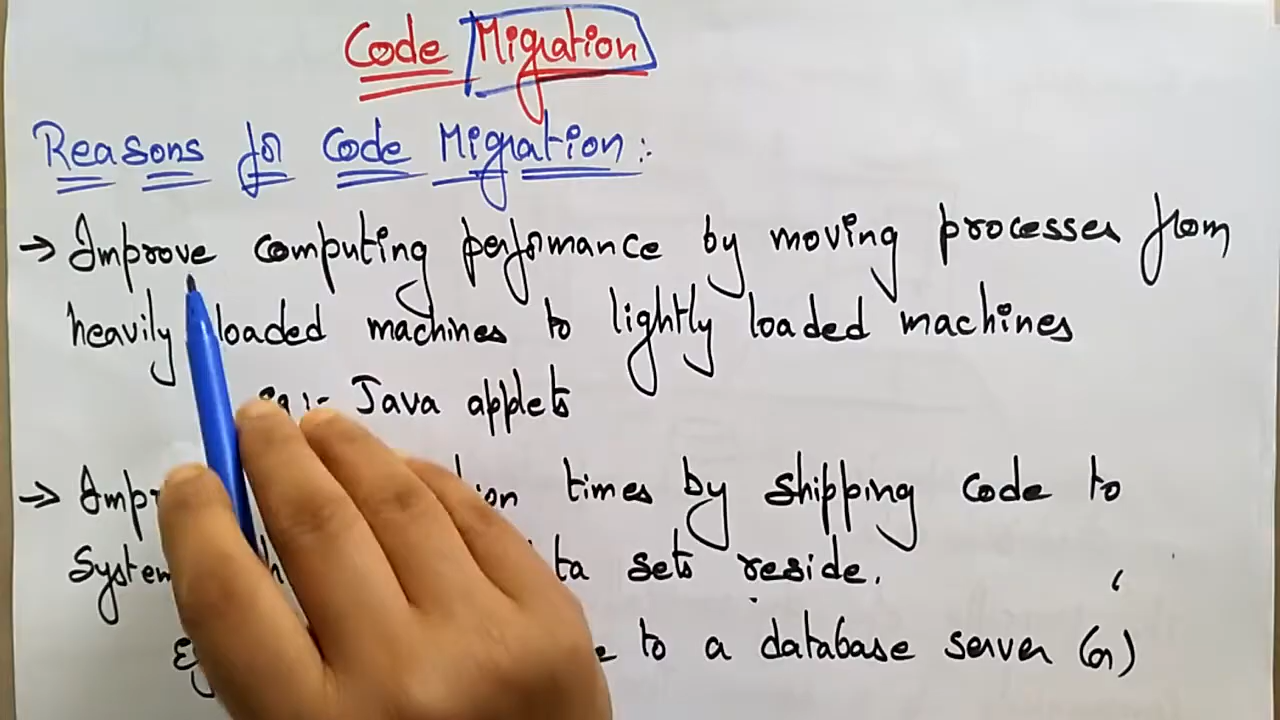 Code Migration
Reasons for Code Migration:
→ Improve computing performance by moving processes from
heavily loaded machines to lightly loaded machines
Java applets
→ times by shipping code to
sets reside.
to a database server (or)